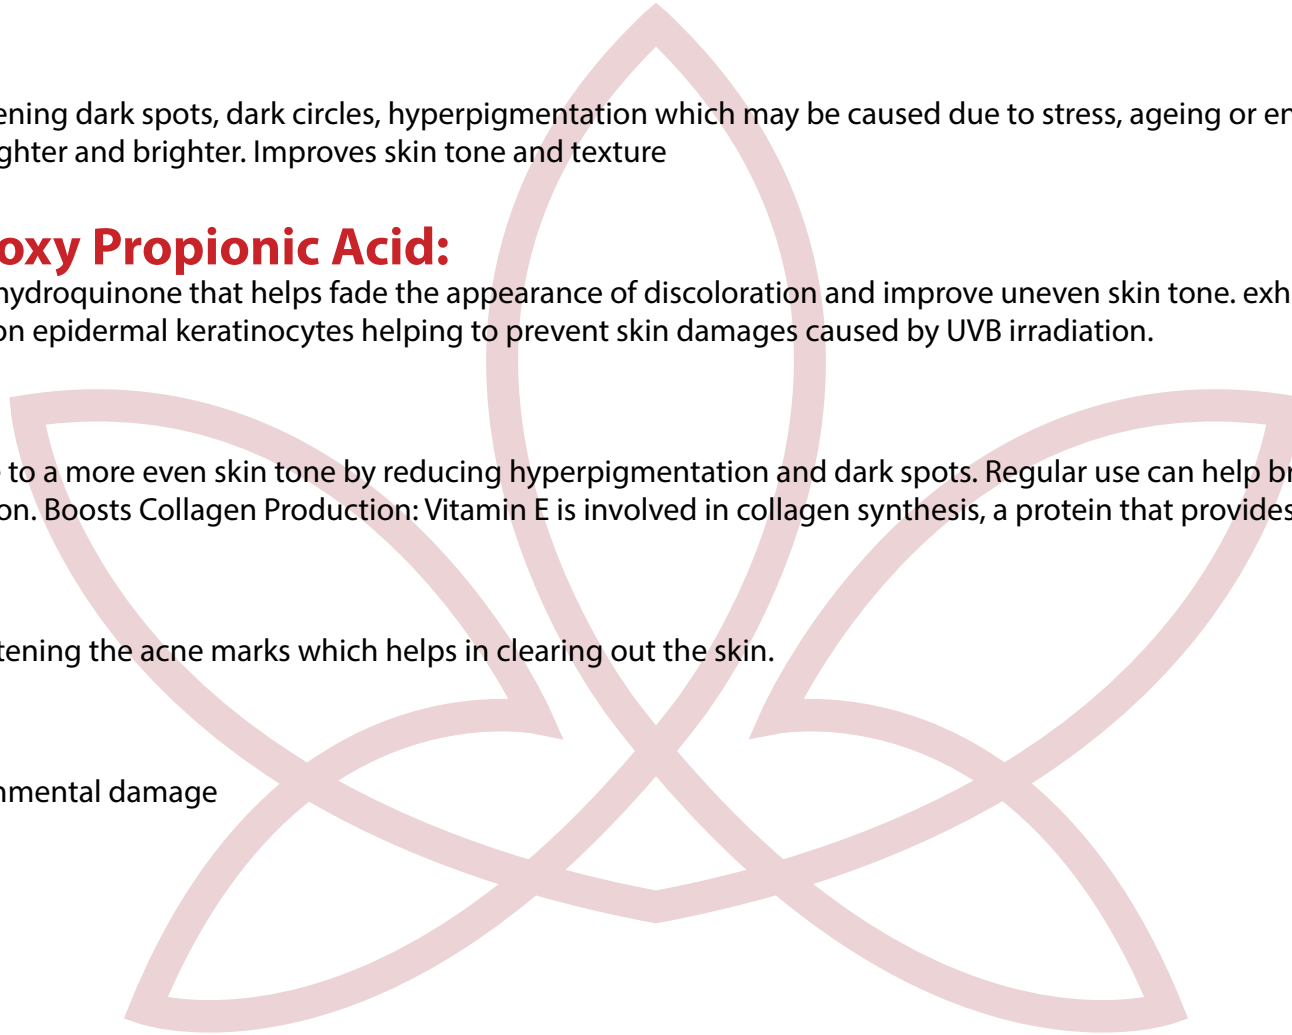 ening dark spots, dark circles, hyperpigmentation which may be caused due to stress, ageing or en
ghter and brighter. Improves skin tone and texture
oxy Propionic Acid:
hydroquinone that helps fade the appearance of discoloration and improve uneven skin tone. exh
on epidermal keratinocytes helping to prevent skin damages caused by UVB irradiation.
to a more even skin tone by reducing hyperpigmentation and dark spots. Regular use can help br
on. Boosts Collagen Production: Vitamin E is involved in collagen synthesis, a protein that provides
tening the acne marks which helps in clearing out the skin.
nmental damage